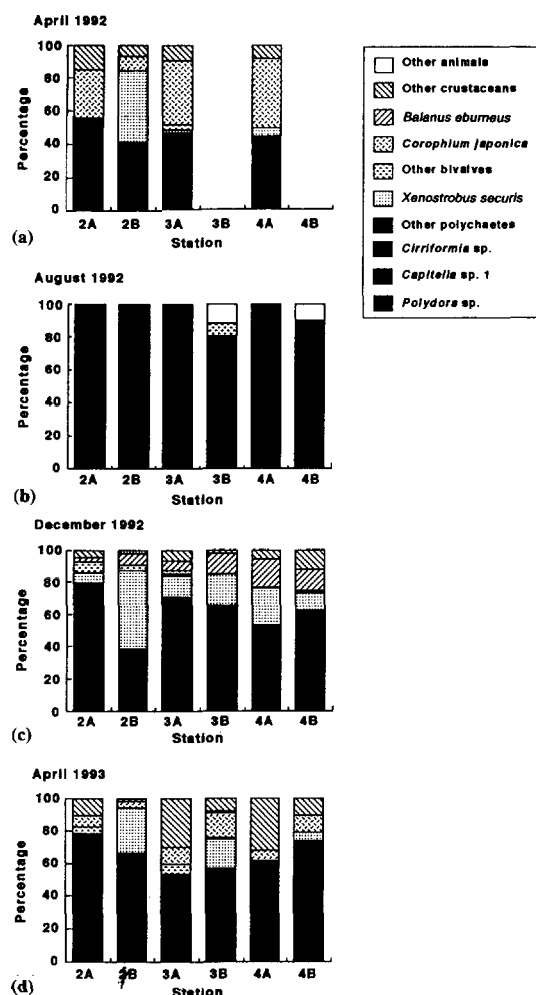 April 1992
100
80
60
40
20
0
Percentage
2A 2B 3A 3B 4A 4B
Station
(a)
Other animals
Other crustaceans
Balanus eburneus
Corophium japonica
Other bivalves
Xenostrobus securis
Other polychaetes
Cirriformia sp.
Capitella sp. 1
Polydora sp.
August 1992
100
80
60
40
20
0
Percentage
2A 2B 3A 3B 4A 4B
Station
(b)
December 1992
100
80
60
40
20
0
Percentage
2A 2B 3A 3B 4A 4B
Station
(c)
April 1993
100
80
60
40
20
0
Percentage
2A 2B 3A 3B 4A 4B
Station
(d)